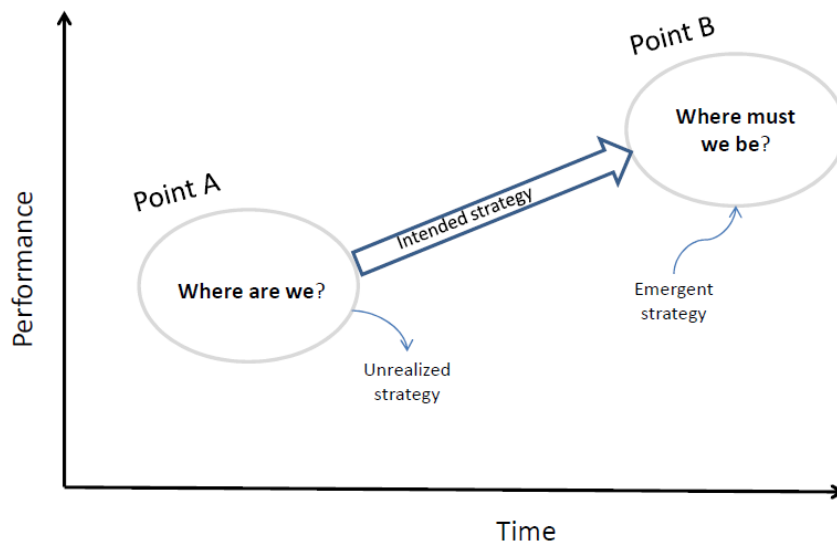 Point B
Where must
we be?
Point A
Intended strategy
Where are we?
Emergent
strategy
Unrealized
strategy
Performance
Time